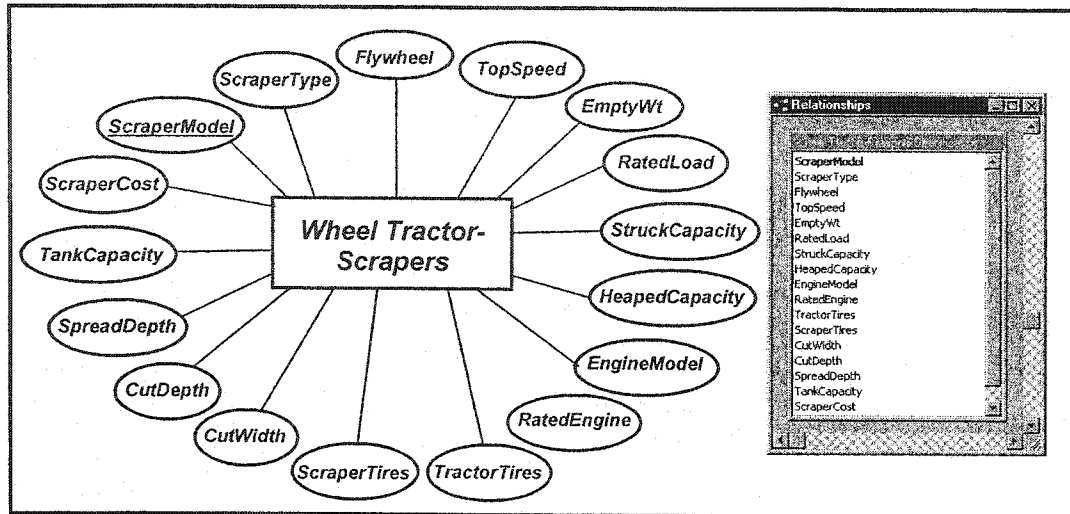 Flywheel
TopSpeed
ScraperType
EmptyWt
ScraperModel
RatedLoad
ScraperCost
Wheel Tractor-
Scrapers
StruckCapacity
TankCapacity
HeapedCapacity
SpreadDepth
EngineModel
CutDepth
RatedEngine
CutWidth
ScraperTires
TractorTires
Relationships
ScraperModel
ScraperType
Flywheel
TopSpeed
EmptyWt
RatedLoad
StruckCapacity
HeapedCapacity
EngineModel
RatedEngine
TractorTires
ScraperTires
CutWidth
CutDepth
SpreadDepth
TankCapacity
ScraperCost